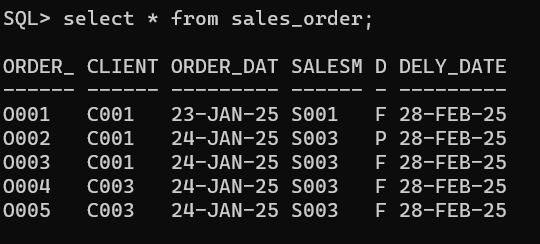 SQL> select * from sales_order;
ORDER_ CLIENT ORDER_DAT SALESM D DELY_DATE
------ ------ --------- ------ - ---------
O001   C001   23-JAN-25 S001   F 28-FEB-25
O002   C001   24-JAN-25 S003   P 28-FEB-25
O003   C001   24-JAN-25 S003   F 28-FEB-25
O004   C003   24-JAN-25 S003   F 28-FEB-25
O005   C003   24-JAN-25 S003   F 28-FEB-25